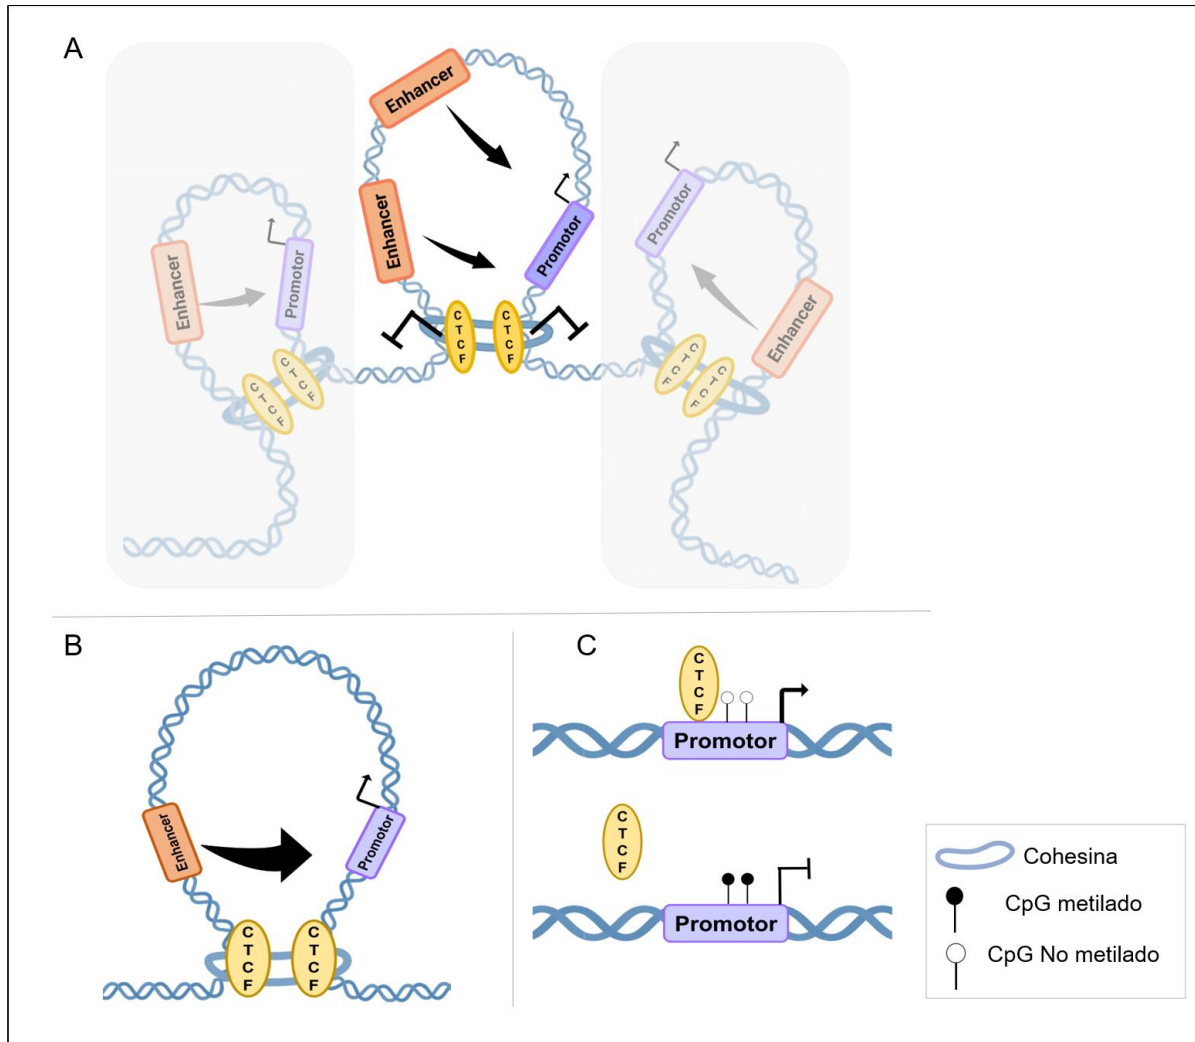 A
Enhancer
Enhancer
Promotor
CTCF
CTCF
Enhancer
Promotor
CTCF
CTCF
Promotor
Enhancer
CTCF
CTCF
B
Enhancer
Promotor
CTCF
CTCF
C
CTCF
Promotor
CTCF
Promotor
Cohesina
CpG metilado
CpG No metilado